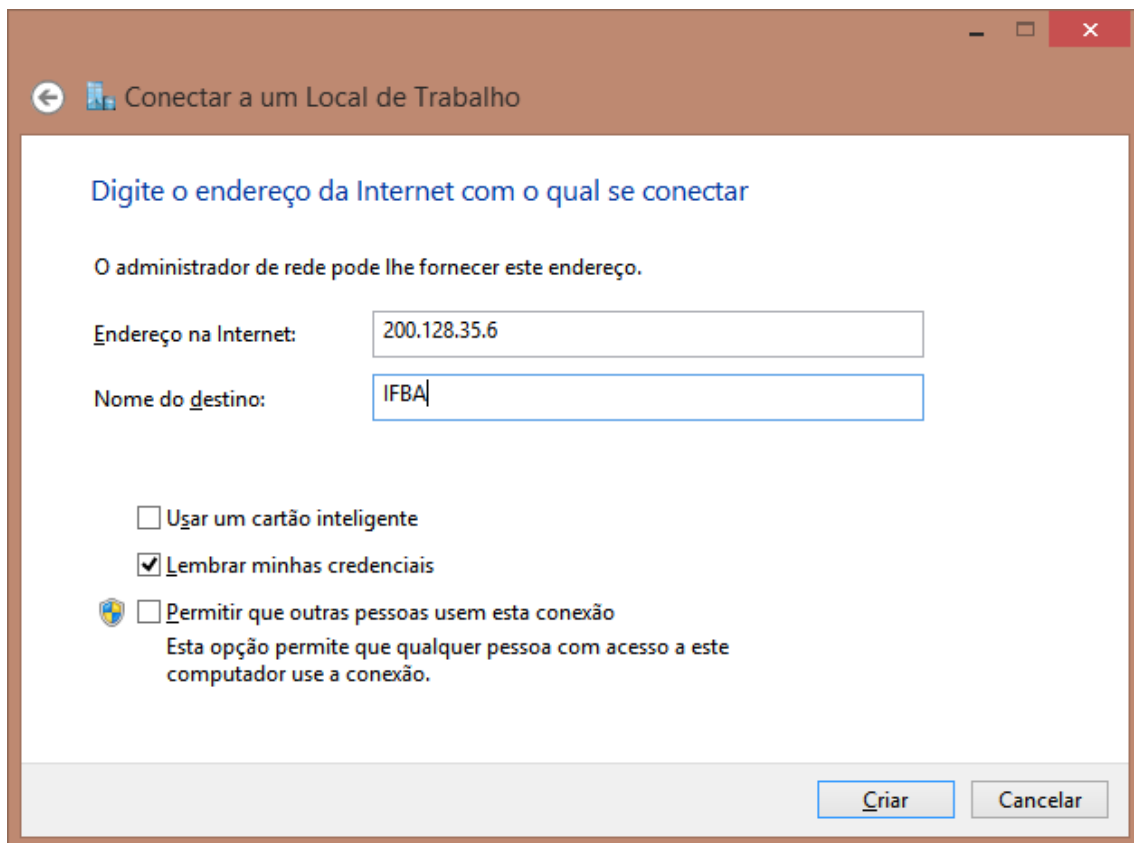 Conectar a um Local de Trabalho
Digite o endereço da Internet com o qual se conectar
O administrador de rede pode lhe fornecer este endereço.
Endereço na Internet: 200.128.35.6
Nome do destino: IFBA
Usar um cartão inteligente
Lembrar minhas credenciais
Permitir que outras pessoas usem esta conexão
Esta opção permite que qualquer pessoa com acesso a este
computador use a conexão.
Criar Cancelar